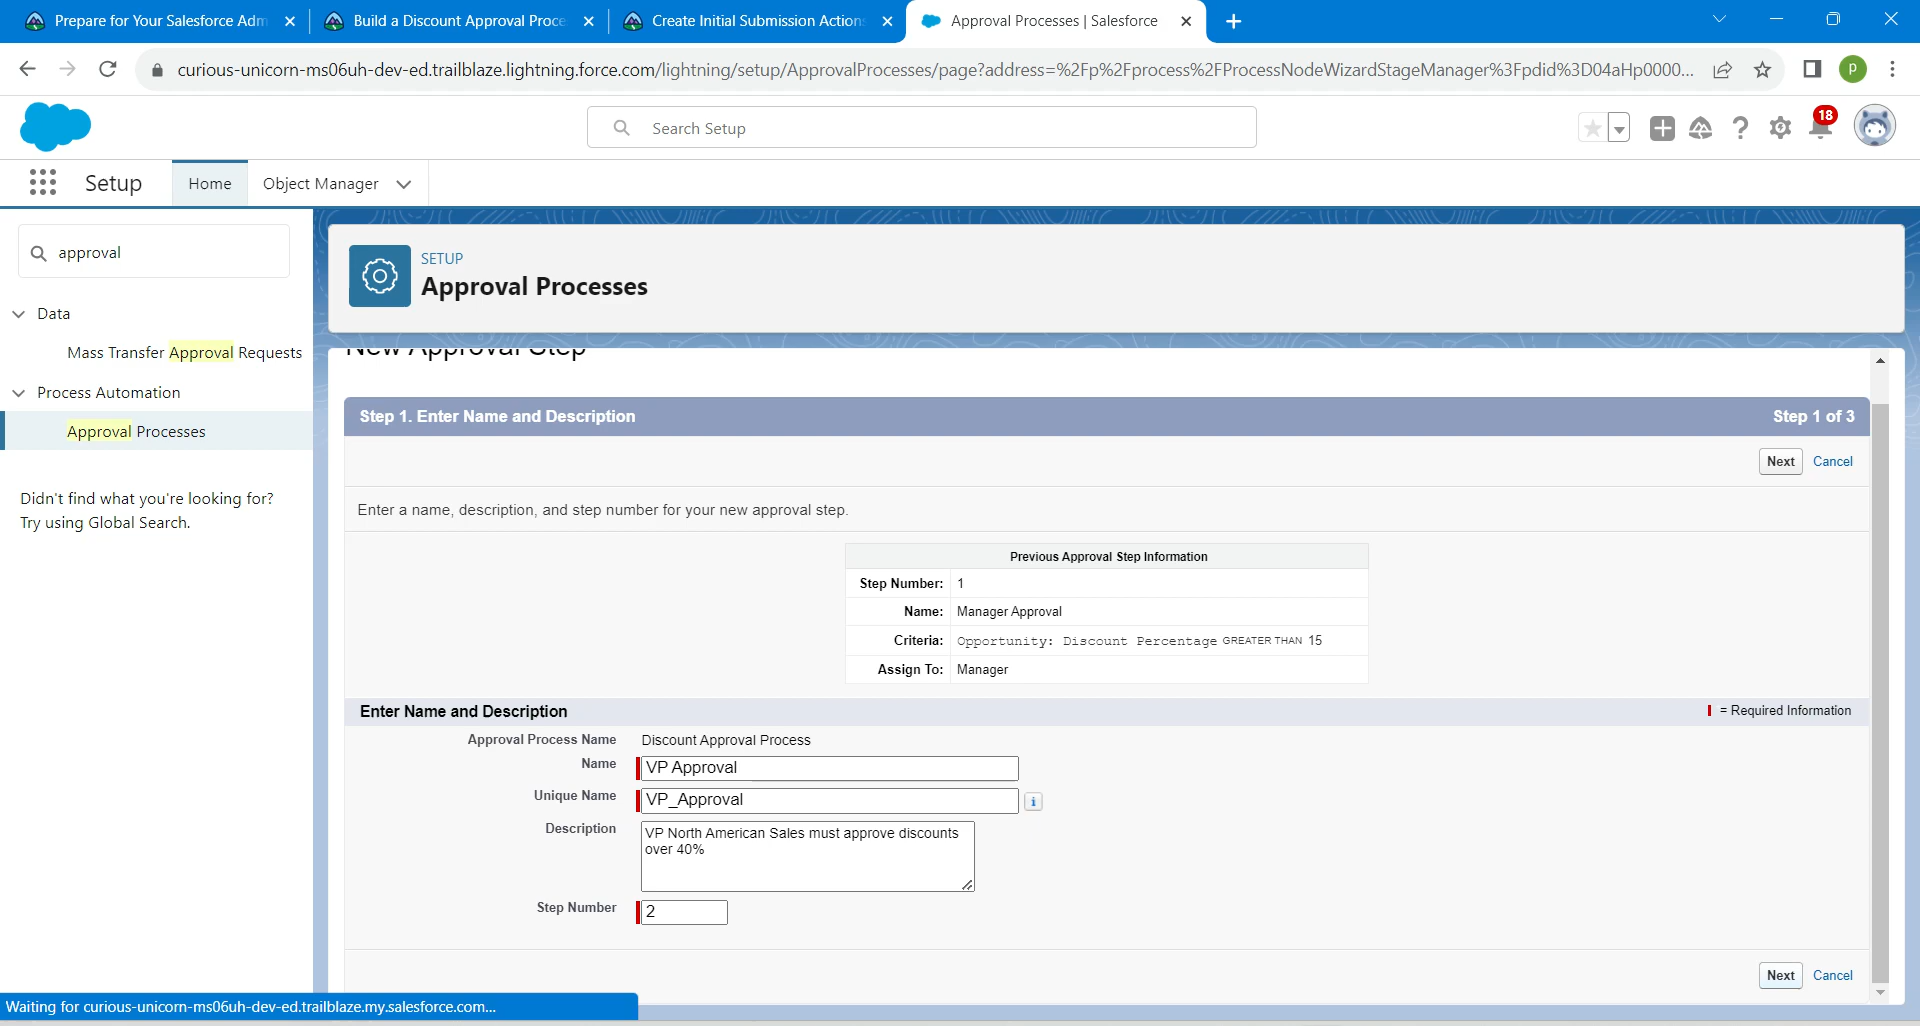 Prepare for Your Salesforce Adm
Build a Discount Approval Proce
Create Initial Submission Action
Approval Processes | Salesforce
curious-unicorn-ms06uh-dev-ed.trailblaze.lightning.force.com/lightning/setup/ApprovalProcesses/page?address=%2Fp%2Fprocess%2FProcessNodeWizardStageManager%3Fpdid%3D04aHp0000...
P
Search Setup
18
Setup
Home
Object Manager
approval
Data
Mass Transfer Approval Requests
Process Automation
Approval Processes
Didn't find what you're looking for?
Try using Global Search.
SETUP
Approval Processes
New Approval Step
Step 1. Enter Name and Description
Step 1 of 3
Next
Cancel
Enter a name, description, and step number for your new approval step.
Previous Approval Step Information
Step Number: 1
Name: Manager Approval
Criteria: Opportunity: Discount Percentage GREATER THAN 15
Assign To: Manager
Enter Name and Description
= Required Information
Approval Process Name Discount Approval Process
Name VP Approval
Unique Name VP_Approval
i
Description VP North American Sales must approve discounts
over 40%
Step Number 2
Next
Cancel
Waiting for curious-unicorn-ms06uh-dev-ed.trailblaze.my.salesforce.com...